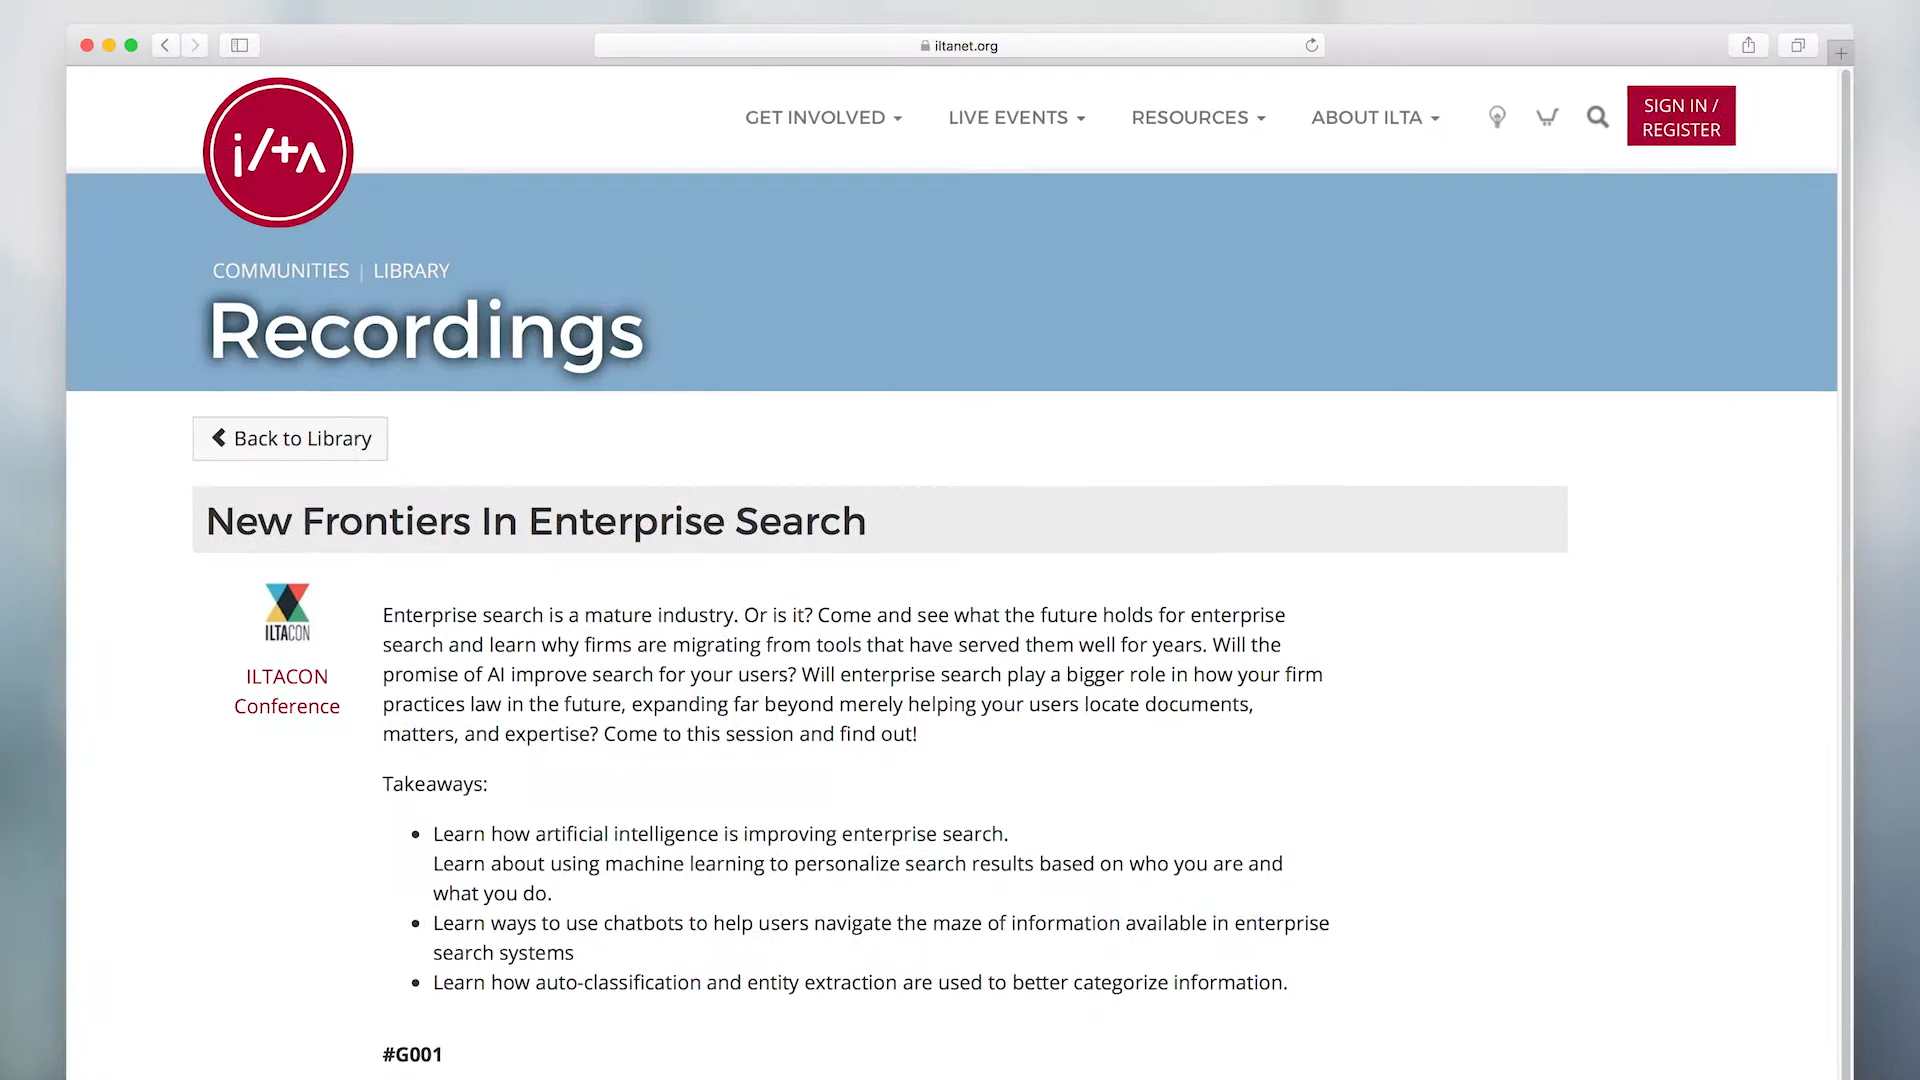 iltanet.org
ilta
GET INVOLVED
LIVE EVENTS
RESOURCES
ABOUT ILTA
SIGN IN /
REGISTER
COMMUNITIES | LIBRARY
Recordings
Back to Library
New Frontiers In Enterprise Search
ILTACON
ILTACON
Conference
Enterprise search is a mature industry. Or is it? Come and see what the future holds for enterprise
search and learn why firms are migrating from tools that have served them well for years. Will the
promise of AI improve search for your users? Will enterprise search play a bigger role in how your firm
practices law in the future, expanding far beyond merely helping your users locate documents,
matters, and expertise? Come to this session and find out!
Takeaways:
• Learn how artificial intelligence is improving enterprise search.
Learn about using machine learning to personalize search results based on who you are and
what you do.
• Learn ways to use chatbots to help users navigate the maze of information available in enterprise
search systems
• Learn how auto-classification and entity extraction are used to better categorize information.
#G001